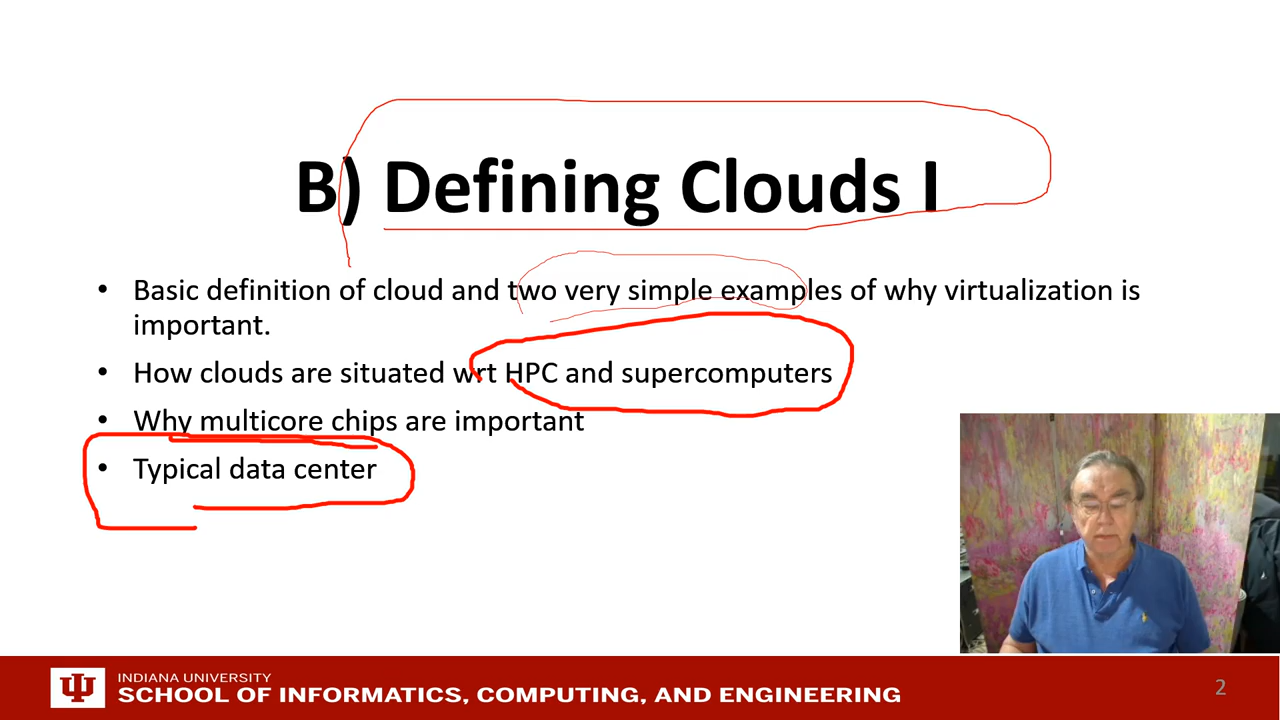 B) Defining Clouds I
• Basic definition of cloud and two very simple examples of why virtualization is
important.
• How clouds are situated wrt HPC and supercomputers
• Why multicore chips are important
• Typical data center
INDIANA UNIVERSITY
SCHOOL OF INFORMATICS, COMPUTING, AND ENGINEERING
2